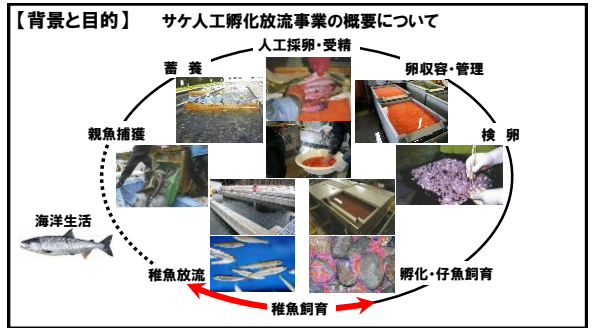 【背景と目的】 サケ人工孵化放流事業の概要について
人工採卵・受精
蓄 養
卵収容・管理
親魚捕獲
検 卵
海洋生活
稚魚放流
孵化・仔魚飼育
稚魚飼育